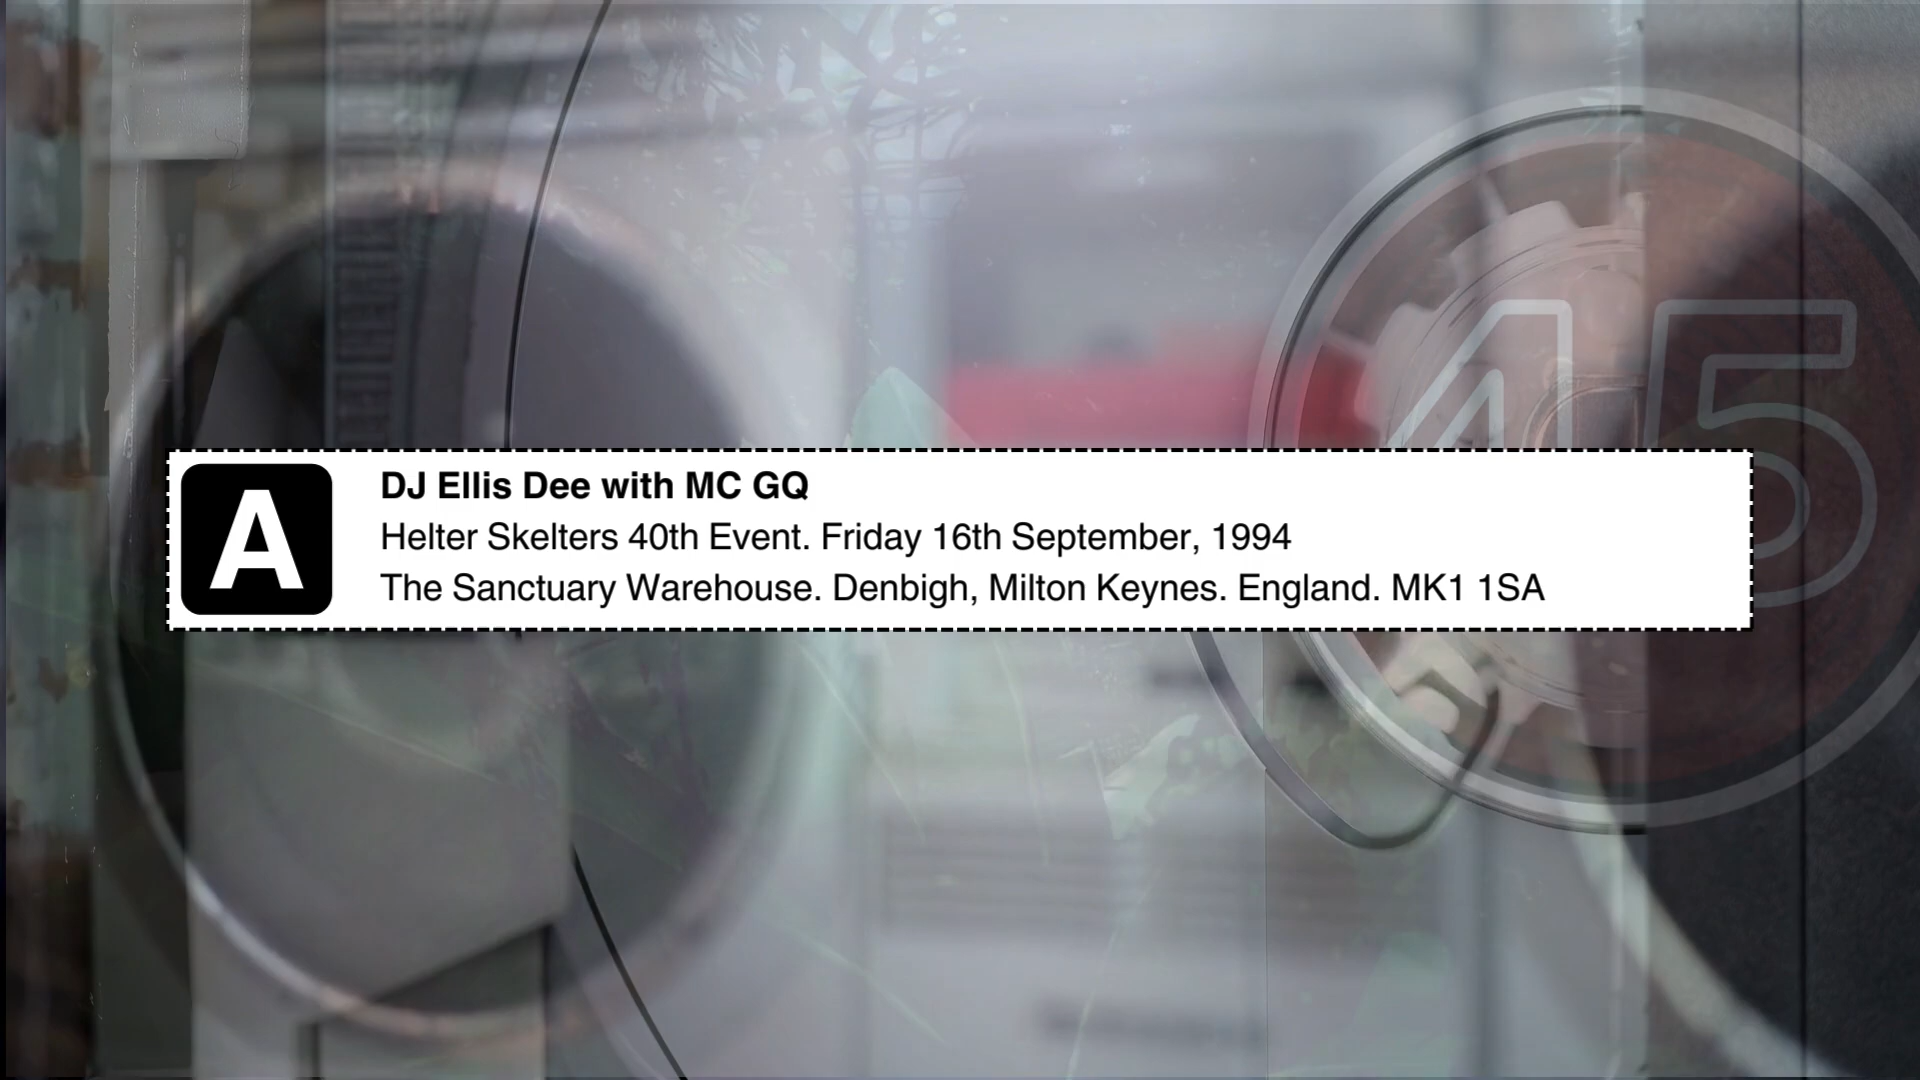 45
A
DJ Ellis Dee with MC GQ
Helter Skelters 40th Event. Friday 16th September, 1994
The Sanctuary Warehouse. Denbigh, Milton Keynes. England. MK1 1SA